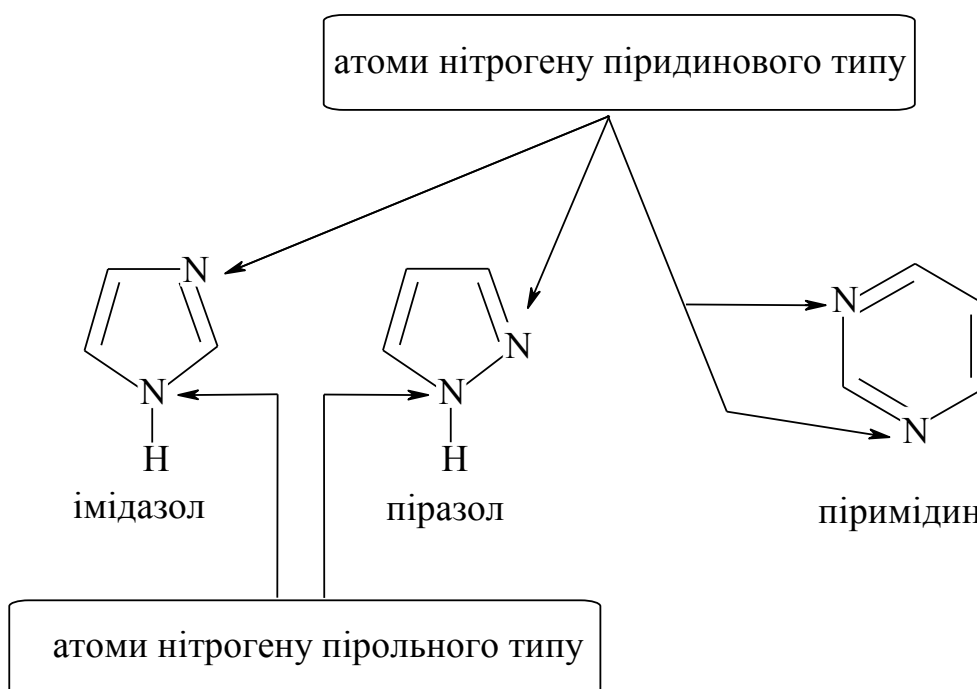 атоми нітрогену піридинового типу
N
N
N
N
N
N
H
H
імідазол
піразол
піримідин
атоми нітрогену пірольного типу